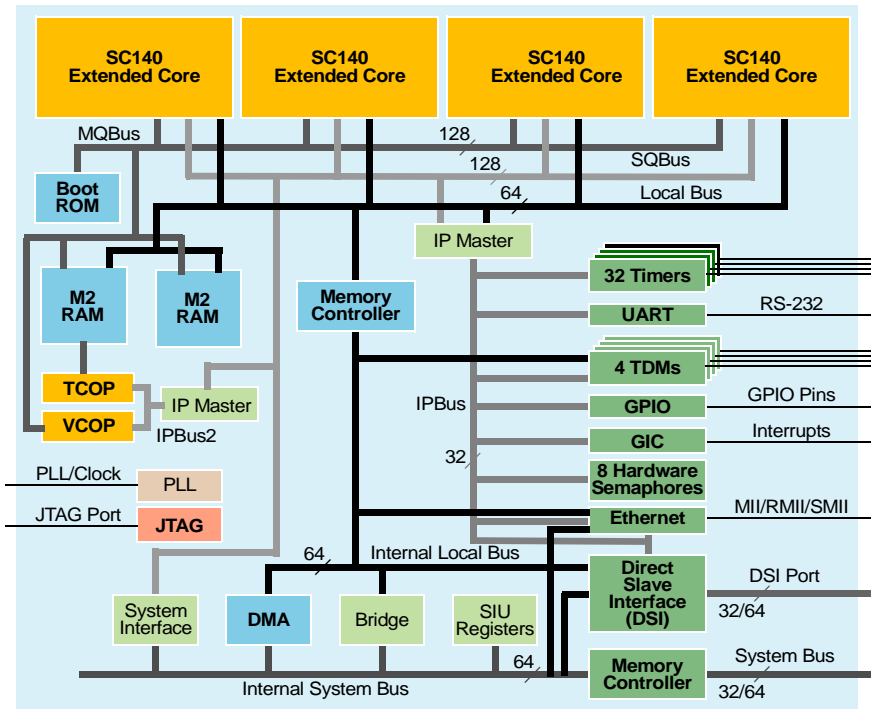 SC140
Extended Core
SC140
Extended Core
SC140
Extended Core
SC140
Extended Core
MQBus
128
SQBus
128
64
Local Bus
Boot
ROM
IP Master
M2
RAM
M2
RAM
Memory
Controller
32 Timers
UART
RS-232
4 TDMs
TCOP
VCOP
IP Master
IPBus2
IPBus
GPIO
GPIO Pins
GIC
Interrupts
32
8 Hardware
Semaphores
PLL/Clock
PLL
JTAG Port
JTAG
Ethernet
MII/RMII/SMII
64
Internal Local Bus
System
Interface
DMA
Bridge
SIU
Registers
Direct
Slave
Interface
(DSI)
DSI Port
32/64
64
Internal System Bus
Memory
Controller
System Bus
32/64